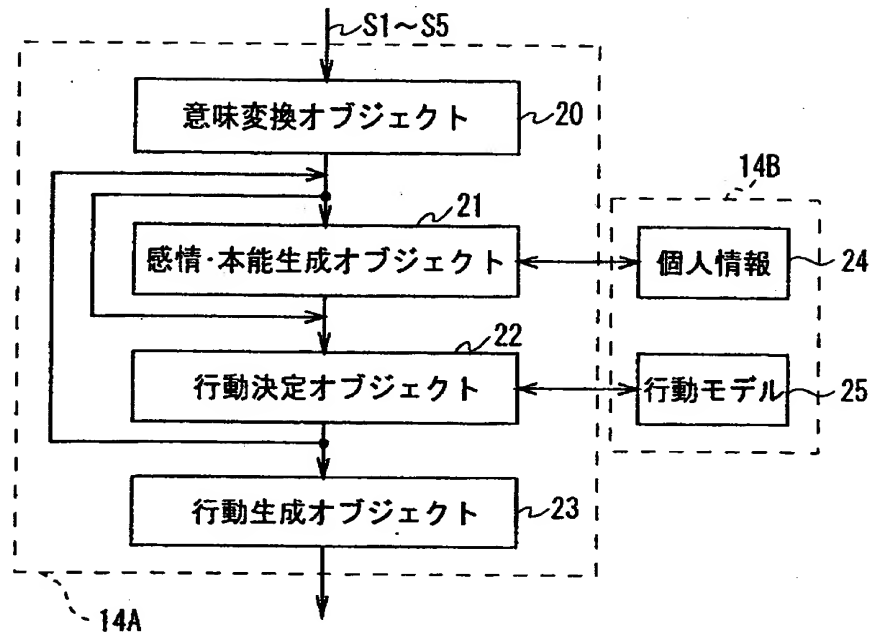 S1～S5
意味変換オブジェクト
20
14B
21
感情･本能生成オブジェクト
個人情報
24
22
行動決定オブジェクト
行動モデル
25
行動生成オブジェクト
23
14A